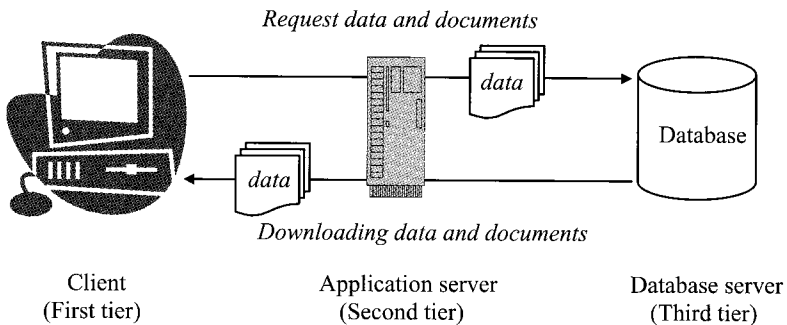 Request data and documents
data
Database
data
Downloading data and documents
Client
(First tier)
Application server
(Second tier)
Database server
(Third tier)